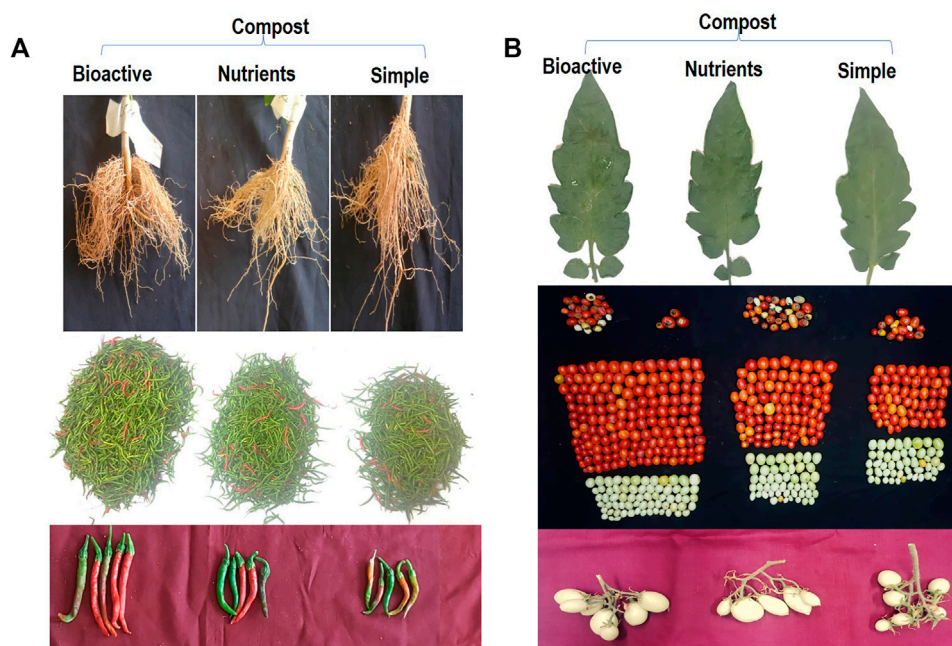 A
Compost
Bioactive
Nutrients
Simple
B
Compost
Bioactive
Nutrients
Simple